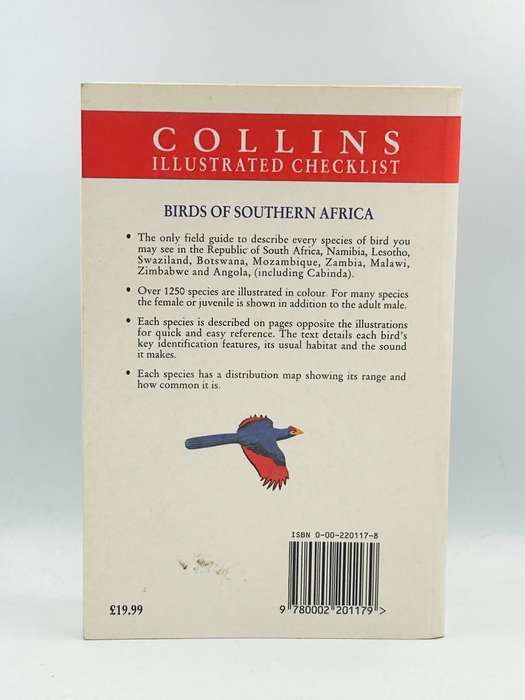 COLLINS
ILLUSTRATED CHECKLIST
BIRDS OF SOUTHERN AFRICA
• The only field guide to describe every species of bird you
may see in the Republic of South Africa, Namibia, Lesotho,
Swaziland, Botswana, Mozambique, Zambia, Malawi,
Zimbabwe and Angola, (including Cabinda).
• Over 1250 species are illustrated in colour. For many species
the female or juvenile is shown in addition to the adult male.
• Each species is described on pages opposite the illustrations
for quick and easy reference. The text details each bird's
key identification features, its usual habitat and the sound
it makes.
• Each species has a distribution map showing its range and
how common it is.
ISBN 0-00-220117-8
9 780002 201179 >
£19.99